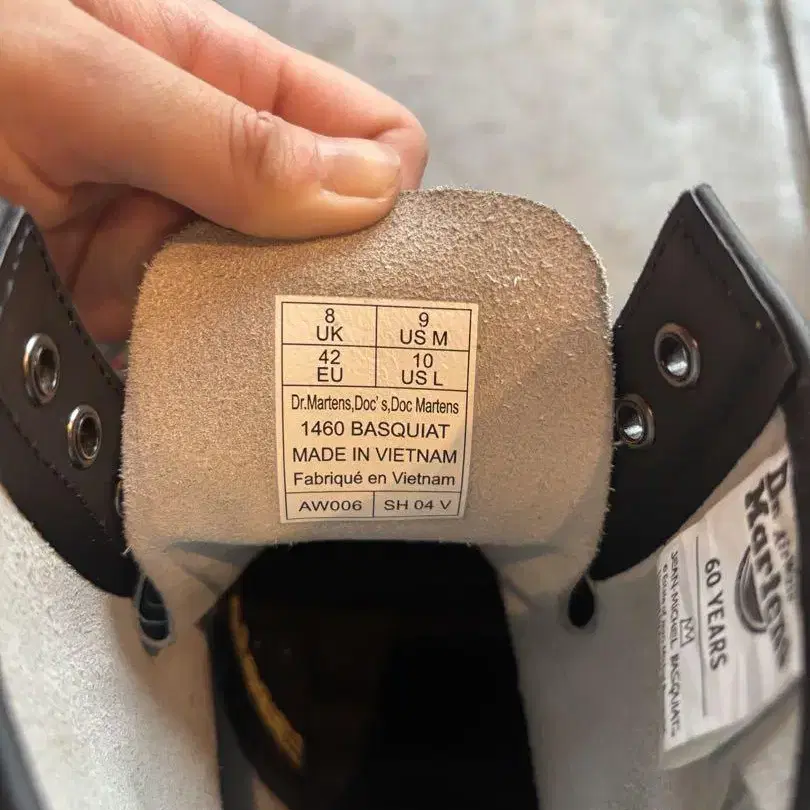 8
UK
9
US M
42
EU
10
US L
Dr.Martens,Doc's,Doc Martens
1460 BASQUIAT
MADE IN VIETNAM
Fabriqué en Vietnam
AW006
SH 04 V
Dr. Martens
60 YEARS
JEAN-MICHEL BASQUIAT